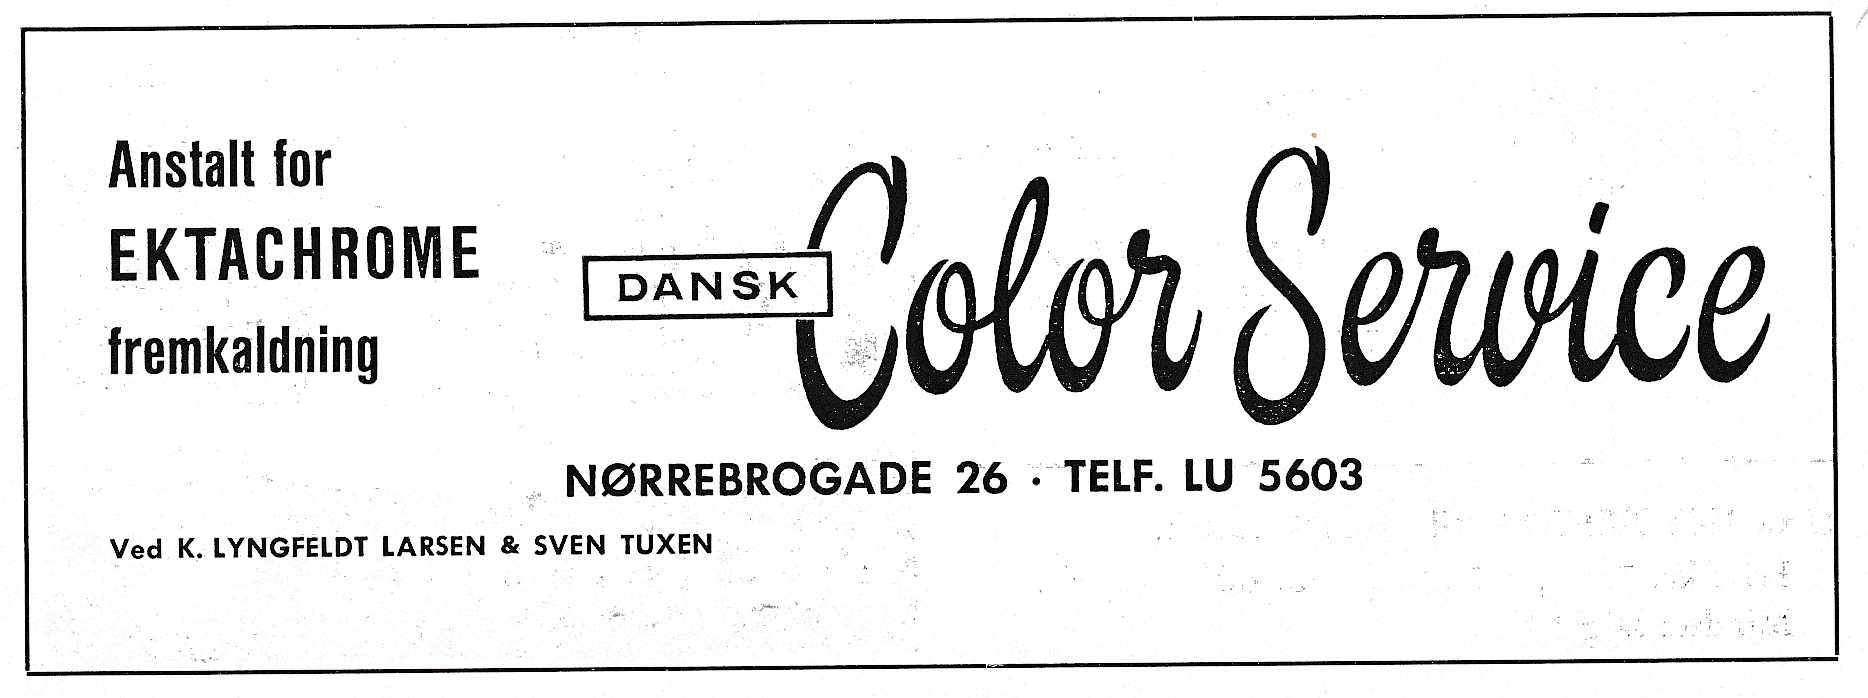 Anstalt for
EKTACHROME
fremkaldning
DANSK Color Service
NØRREBROGADE 26 · TELF. LU 5603
Ved K. LYNGFELDT LARSEN & SVEN TUXEN